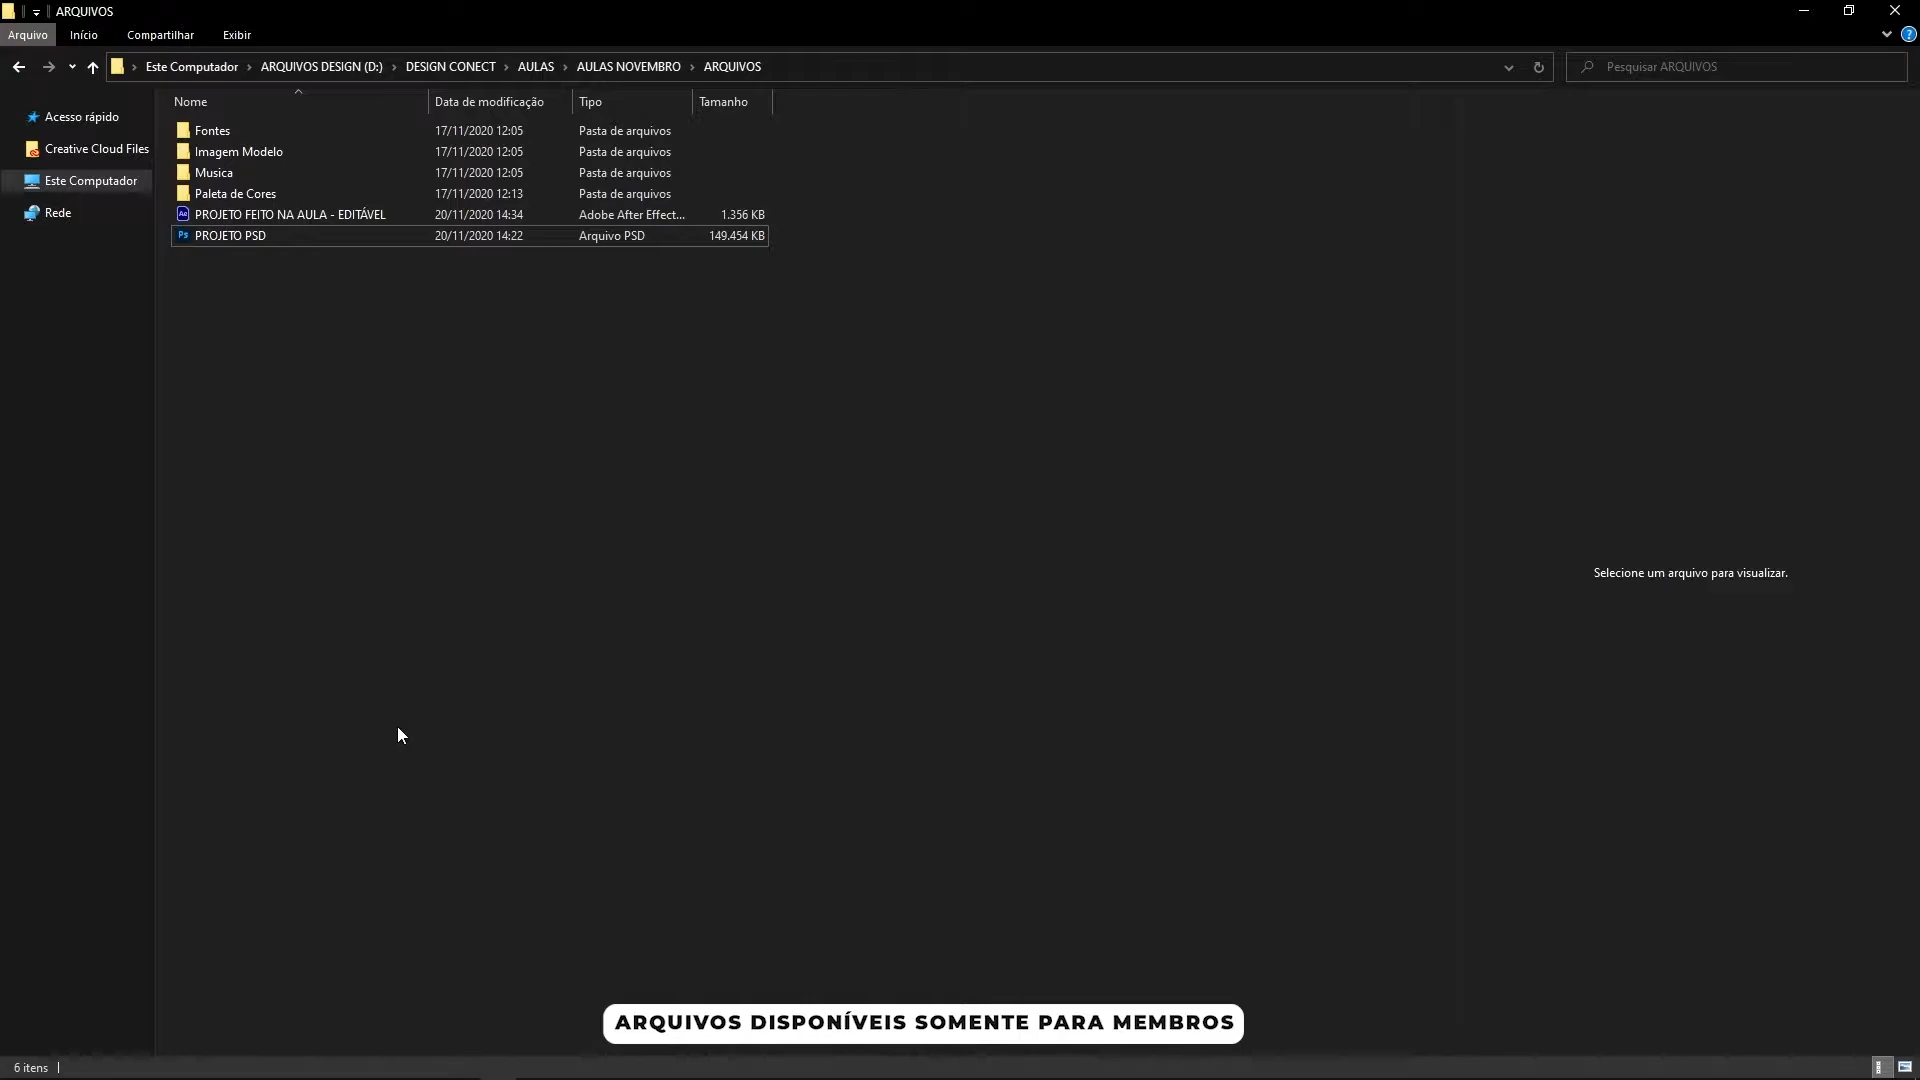 ARQUIVOS
Arquivo Início Compartilhar Exibir
Este Computador ARQUIVOS DESIGN (D:) DESIGN CONECT AULAS AULAS NOVEMBRO ARQUIVOS Pesquisar ARQUIVOS
Nome Data de modificação Tipo Tamanho
Acesso rápido
Creative Cloud Files
Este Computador
Rede
Fontes 17/11/2020 12:05 Pasta de arquivos
Imagem Modelo 17/11/2020 12:05 Pasta de arquivos
Musica 17/11/2020 12:05 Pasta de arquivos
Paleta de Cores 17/11/2020 12:13 Pasta de arquivos
Ae PROJETO FEITO NA AULA - EDITÁVEL 20/11/2020 14:34 Adobe After Effect... 1.356 KB
Ps PROJETO PSD 20/11/2020 14:22 Arquivo PSD 149.454 KB
Selecione um arquivo para visualizar.
ARQUIVOS DISPONÍVEIS SOMENTE PARA MEMBROS
6 itens